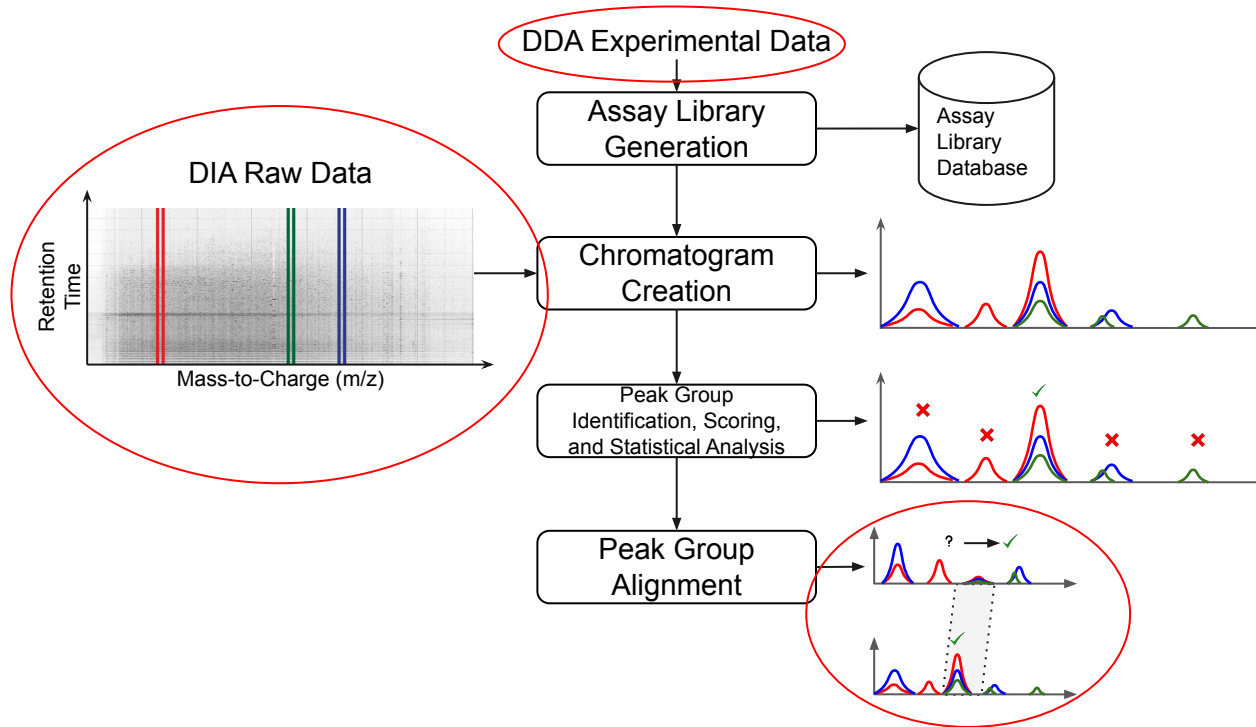 DDA Experimental Data
Assay Library
Generation
Assay
Library
Database
DIA Raw Data
Retention
Time
Mass-to-Charge (m/z)
Chromatogram
Creation
Peak Group
Identification, Scoring,
and Statistical Analysis
Peak Group
Alignment
?